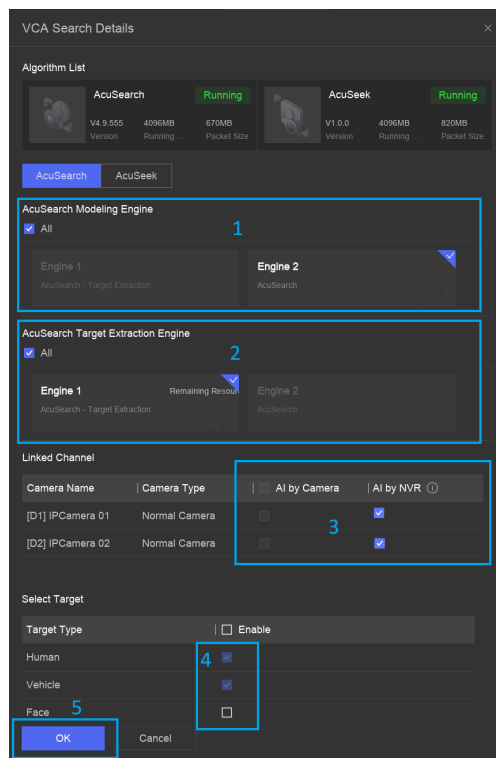 VCA Search Details
Algorithm List
AcuSearch Running
V4.9.555 4096MB 670MB
Version Running ... Packet Size
AcuSeek Running
V1.0.0 4096MB 820MB
Version Running ... Packet Size
AcuSearch AcuSeek
AcuSearch Modeling Engine
All 1
Engine 1
AcuSearch - Target Extraction
Engine 2
AcuSearch
AcuSearch Target Extraction Engine
All 2
Engine 1 Remaining Resour
AcuSearch - Target Extraction
Engine 2
AcuSearch
Linked Channel
Camera Name Camera Type AI by Camera AI by NVR
[D1] IPCamera 01 Normal Camera
3
[D2] IPCamera 02 Normal Camera
Select Target
Target Type Enable
Human 4
Vehicle
Face 5
OK Cancel